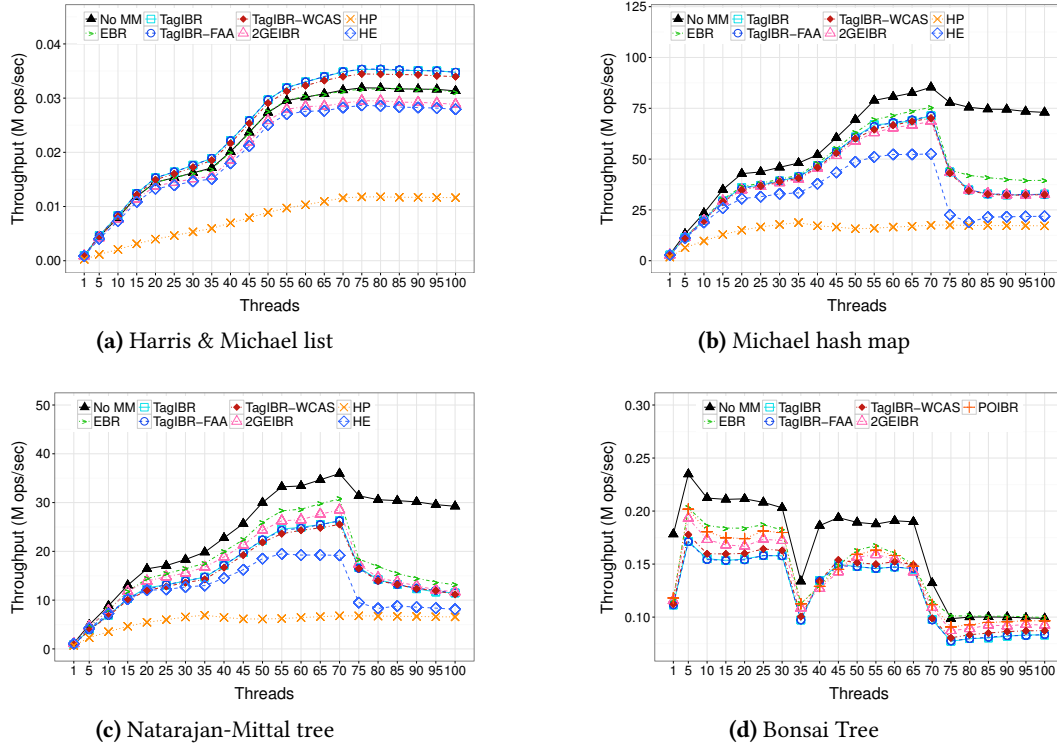 No MM TagIBR TagIBR-WCAS HP
EBR TagIBR-FAA 2GEIBR HE
Throughput (M ops/sec)
0.04
0.03
0.02
0.01
0.00
1 5 10 15 20 25 30 35 40 45 50 55 60 65 70 75 80 85 90 95 100
Threads
(a) Harris & Michael list
No MM TagIBR TagIBR-WCAS HP
EBR TagIBR-FAA 2GEIBR HE
Throughput (M ops/sec)
125
100
75
50
25
0
1 5 10 15 20 25 30 35 40 45 50 55 60 65 70 75 80 85 90 95 100
Threads
(b) Michael hash map
No MM TagIBR TagIBR-WCAS HP
EBR TagIBR-FAA 2GEIBR HE
Throughput (M ops/sec)
50
40
30
20
10
0
1 5 10 15 20 25 30 35 40 45 50 55 60 65 70 75 80 85 90 95 100
Threads
(c) Natarajan-Mittal tree
No MM TagIBR TagIBR-WCAS POIBR
EBR TagIBR-FAA 2GEIBR
Throughput (M ops/sec)
0.30
0.25
0.20
0.15
0.10
1 5 10 15 20 25 30 35 40 45 50 55 60 65 70 75 80 85 90 95 100
Threads
(d) Bonsai Tree